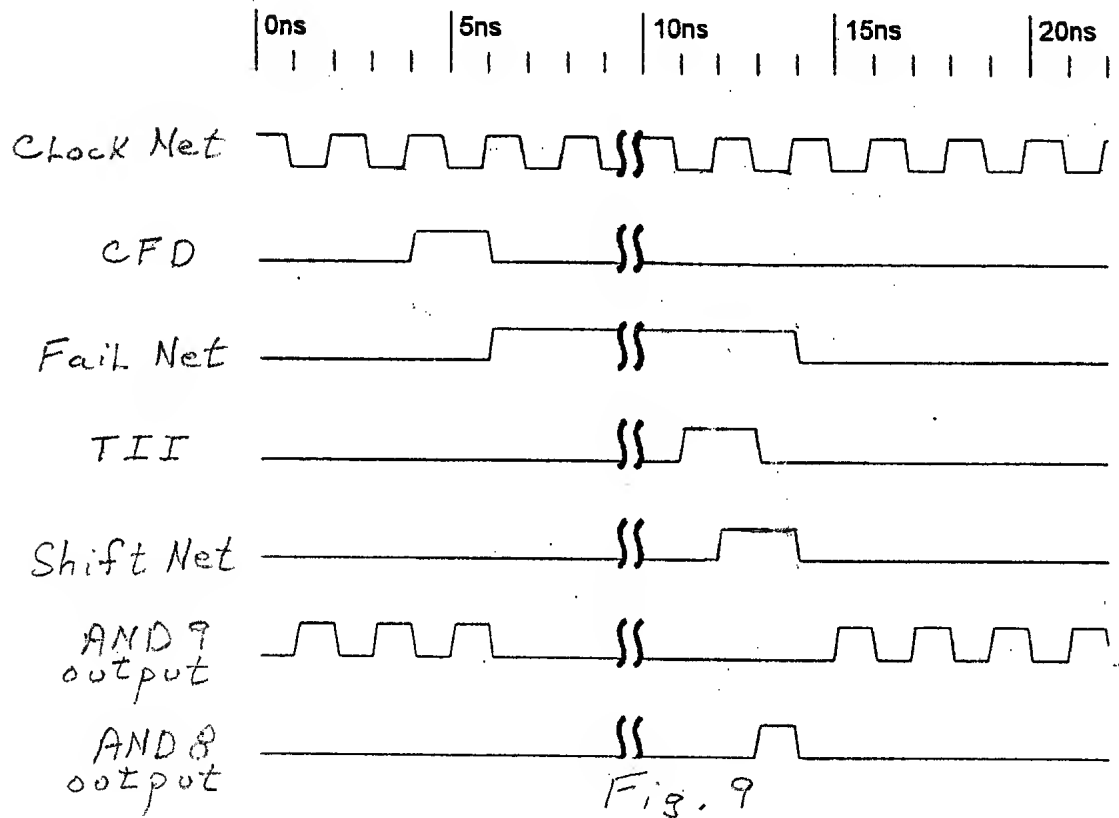 0ns 5ns 10ns 15ns 20ns
CLock Net
CFD
FaiL Net
TII
Shift Net
AND 9
output
AND 8
output
Fig. 9